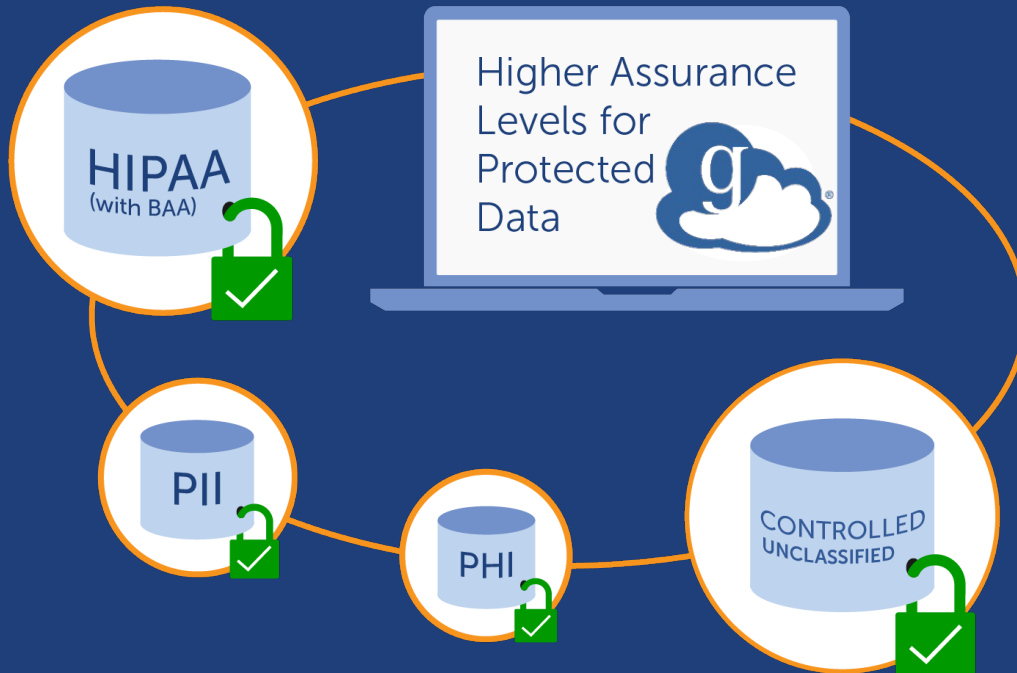 HIPAA
(with BAA)
Higher Assurance
Levels for
Protected
Data
g
®
PII
PHI
CONTROLLED
UNCLASSIFIED